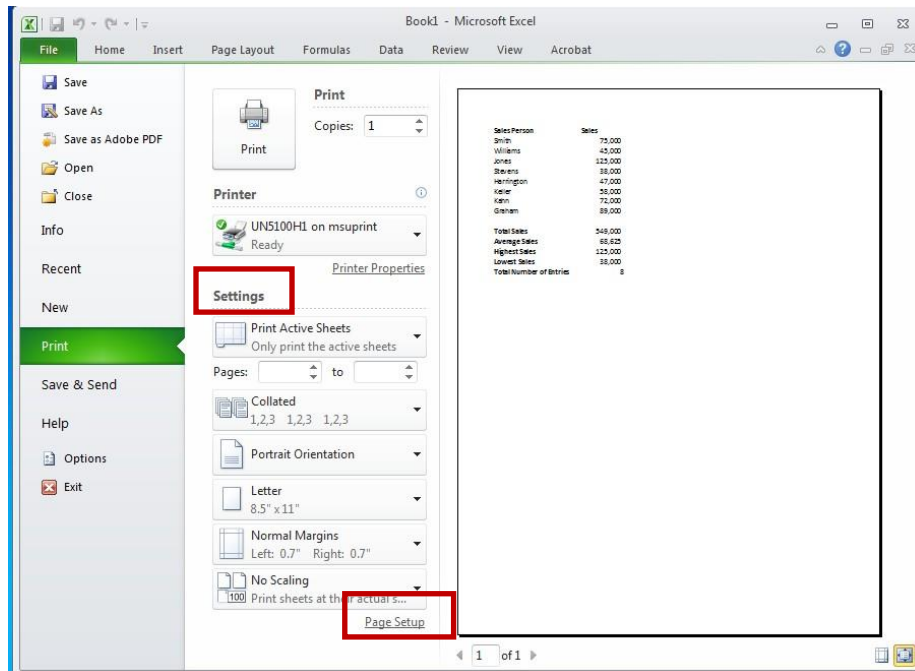 Book1 - Microsoft Excel
File Home Insert Page Layout Formulas Data Review View Acrobat
Save
Save As
Save as Adobe PDF
Open
Close
Info
Recent
New
Print
Save & Send
Help
Options
Exit
Print
Print
Copies: 1
Printer
UN5100H1 on msuprint
Ready
Printer Properties
Settings
Print Active Sheets
Only print the active sheets
Pages: to
Collated
1,2,3 1,2,3 1,2,3
Portrait Orientation
Letter
8.5" x 11"
Normal Margins
Left: 0.7" Right: 0.7"
No Scaling
100 Print sheets at their actual s...
Page Setup
Sales Person Sales
Smith 75,000
Williams 45,000
Jones 125,000
Stevens 38,000
Harrington 47,000
Keller 58,000
Kahn 72,000
Graham 89,000
Total Sales 549,000
Average Sales 68,625
Highest Sales 125,000
Lowest Sales 38,000
Total Number of Entries 8
1 of 1